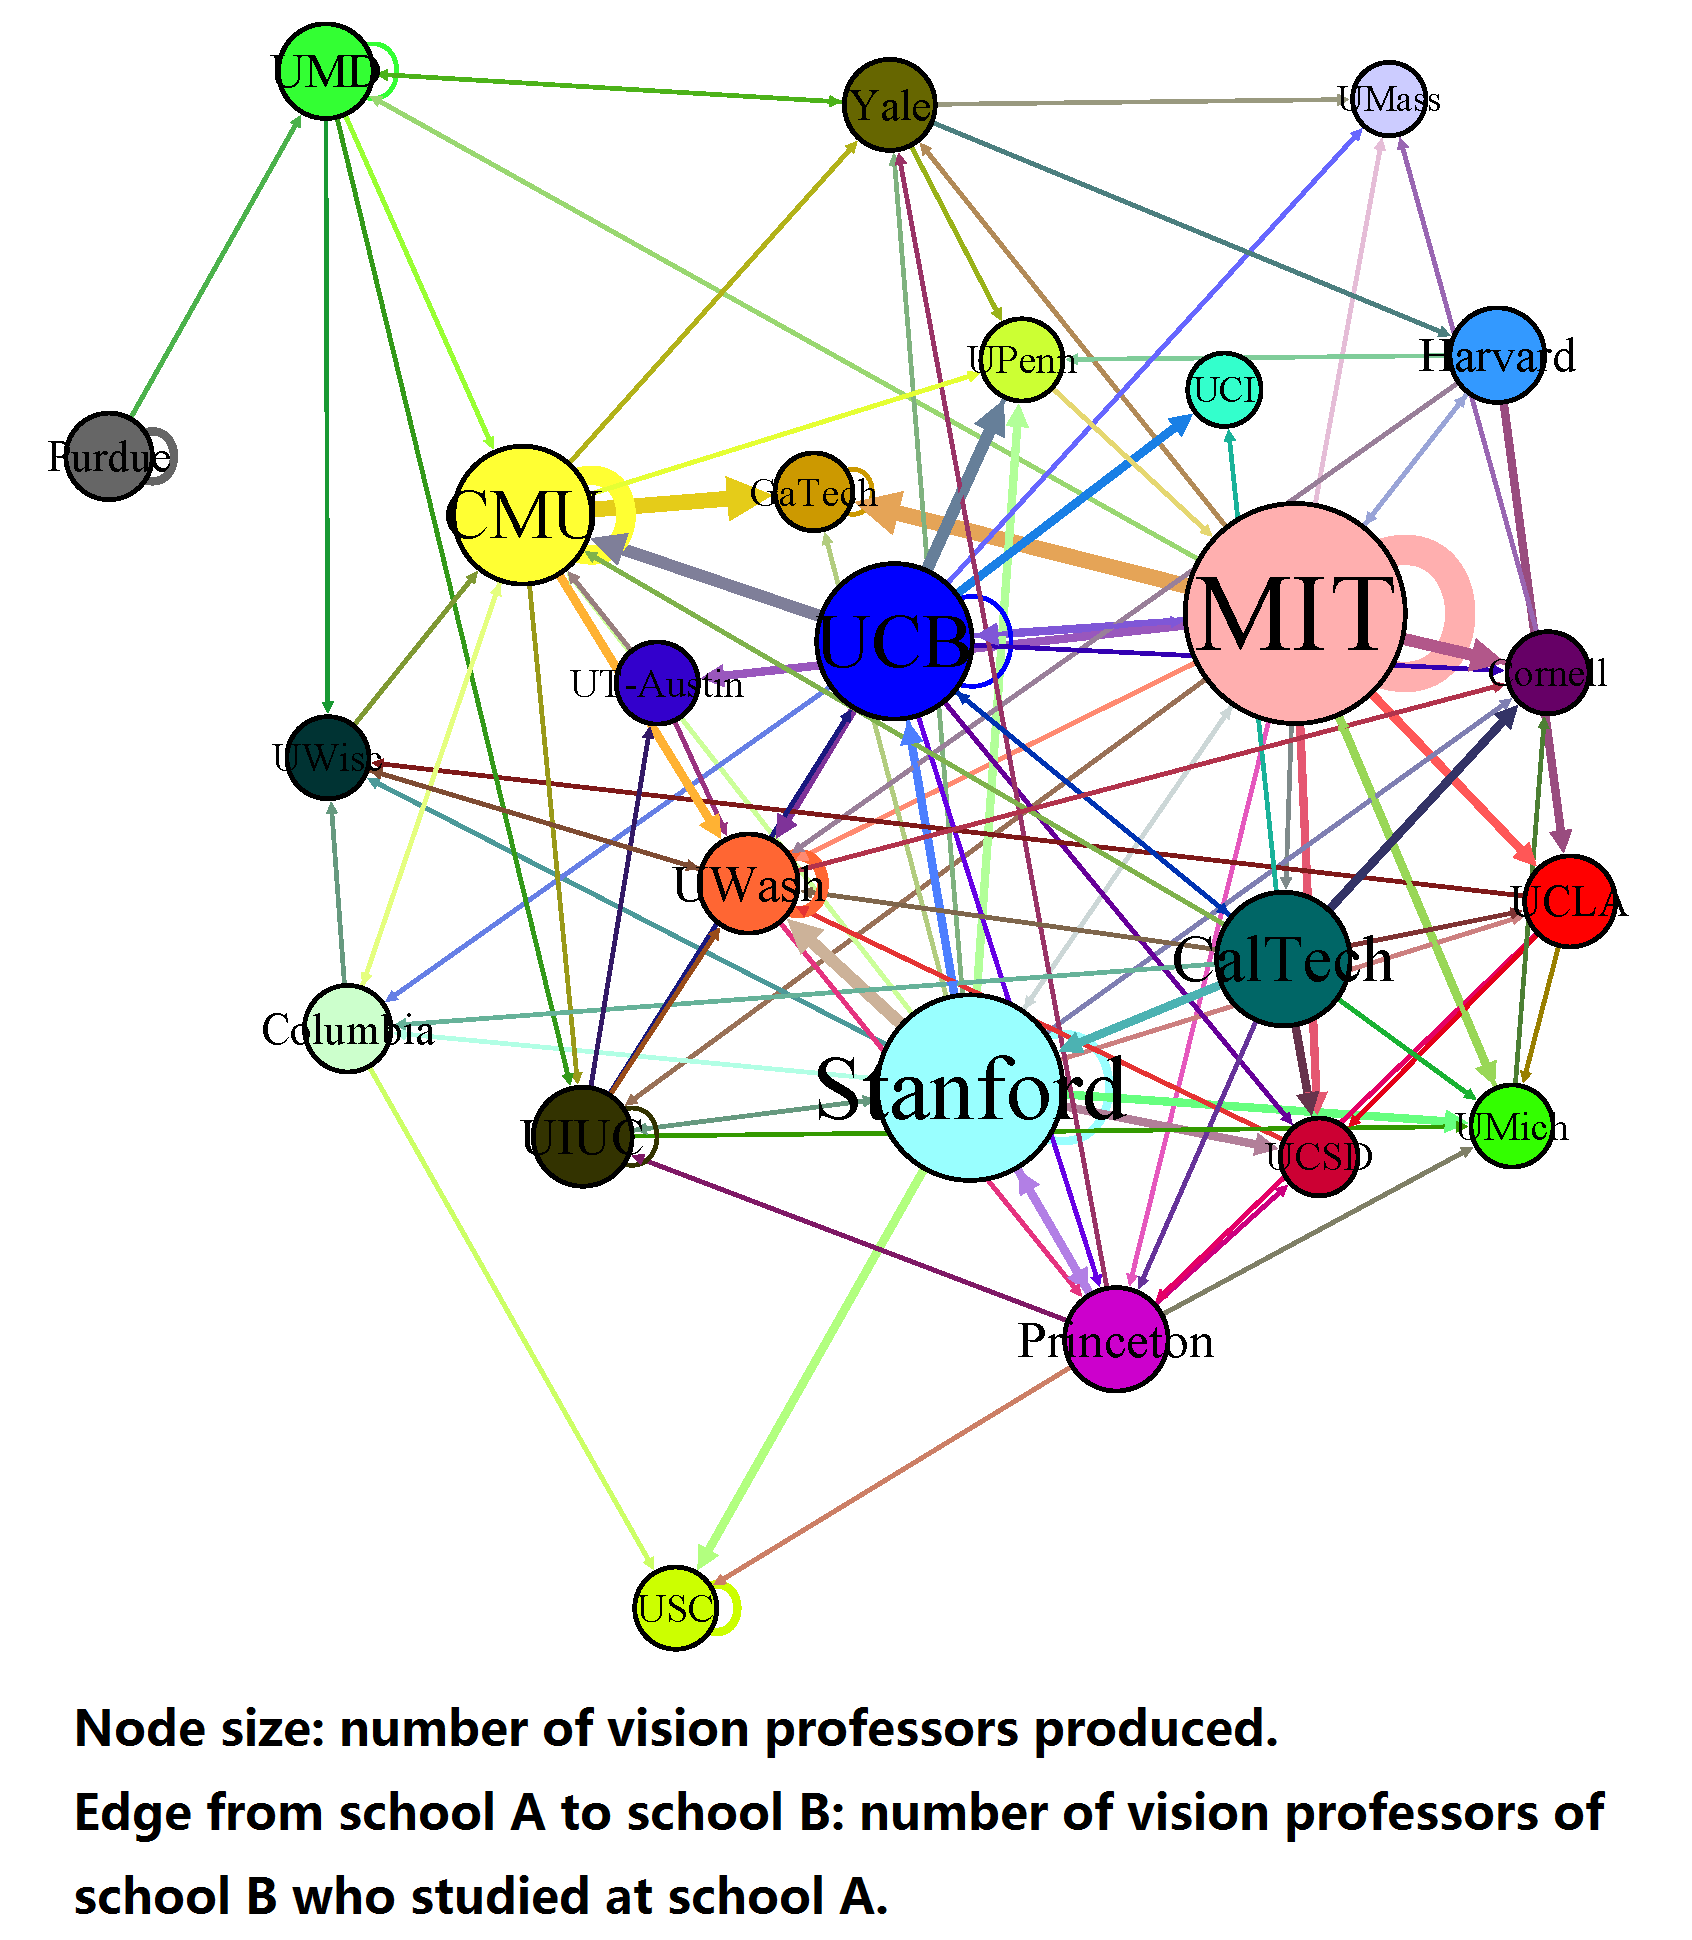 UMD
Yale
UMass
UPenn
Harvard
UCI
Purdue
CMU
GaTech
UCB
MIT
UT-Austin
Cornell
UWisc
UWash
UCLA
CalTech
Columbia
Stanford
UIUC
UMich
UCSD
Princeton
USC
Node size: number of vision professors produced.
Edge from school A to school B: number of vision professors of
school B who studied at school A.